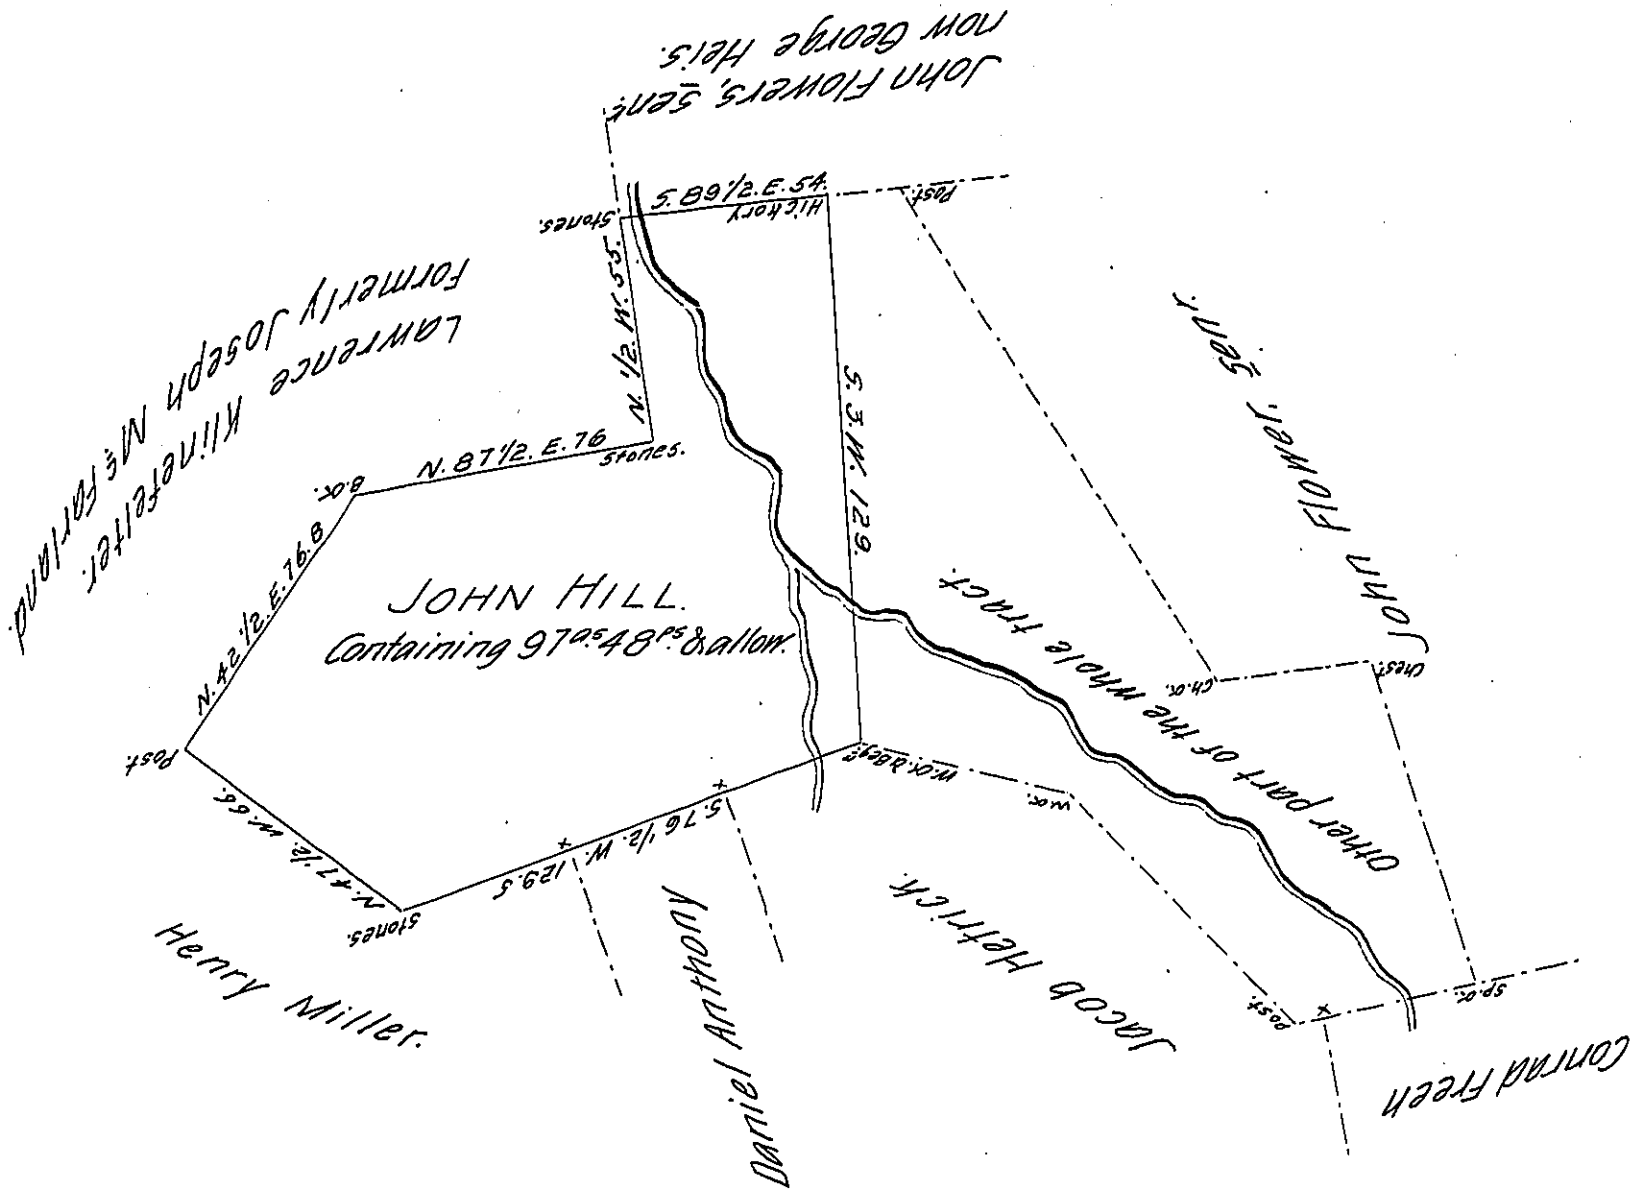 John Flowers, Senr.
now George Heis.
Lawrence Klinefelter.
Formerly Joseph McFarland.
John Flower, Senr.
JOHN HILL.
Containing 97as. 48ps. & allow.
Other part of the whole tract.
Henry Miller.
Daniel Anthony
Jacob Hetrick.
Conrad Freeh
Stones.
S. 89 1/2. E. 54.
Hickory
Post.
N. 1/2. W. 55.
S. 3. W. 129.
N. 87 1/2. E. 76
Stones.
B.O.
N. 42 1/2. E. 76.8
Post.
N. 47 1/2. W. 66.
Stones.
S. 76 1/2. W. 129.5
x
x
W.O. a Begg.
W.O.
Ch.O.
Chest.
Post.
x
Sp.O.